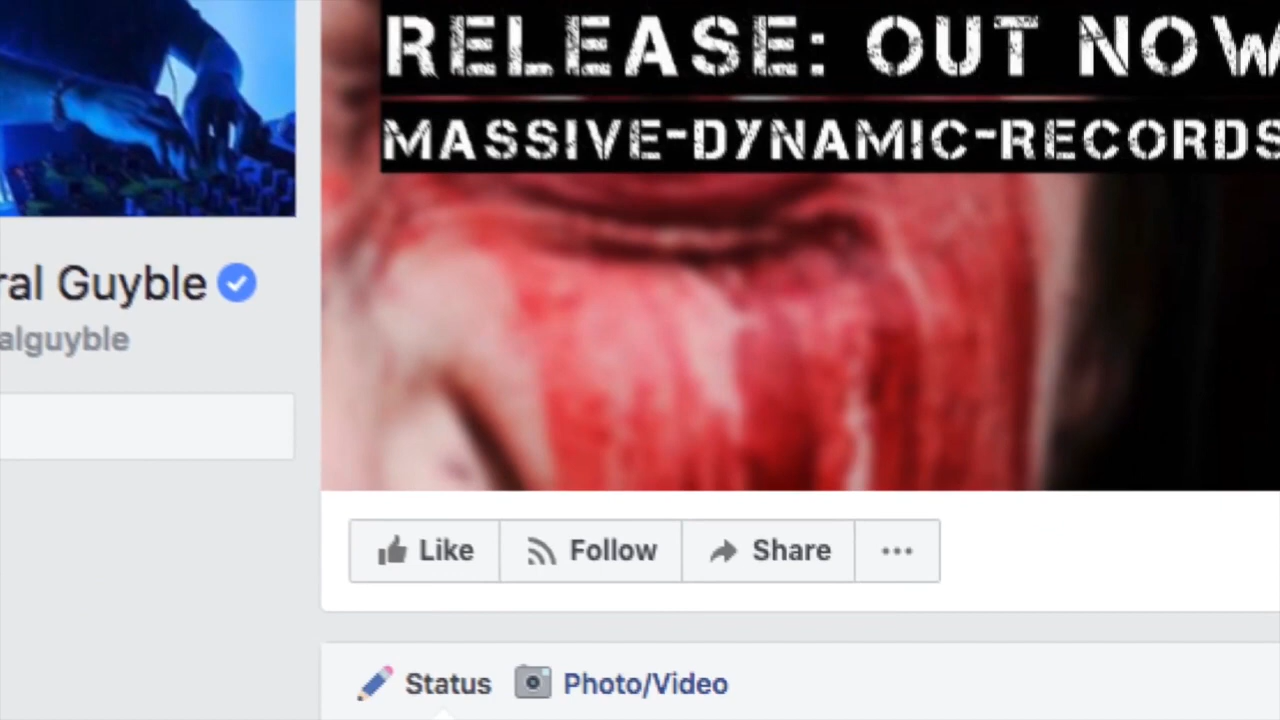 RELEASE: OUT NOW
MASSIVE-DYNAMIC-RECORDS
ral Guyble
alguyble
Like
Follow
Share
Status
Photo/Video